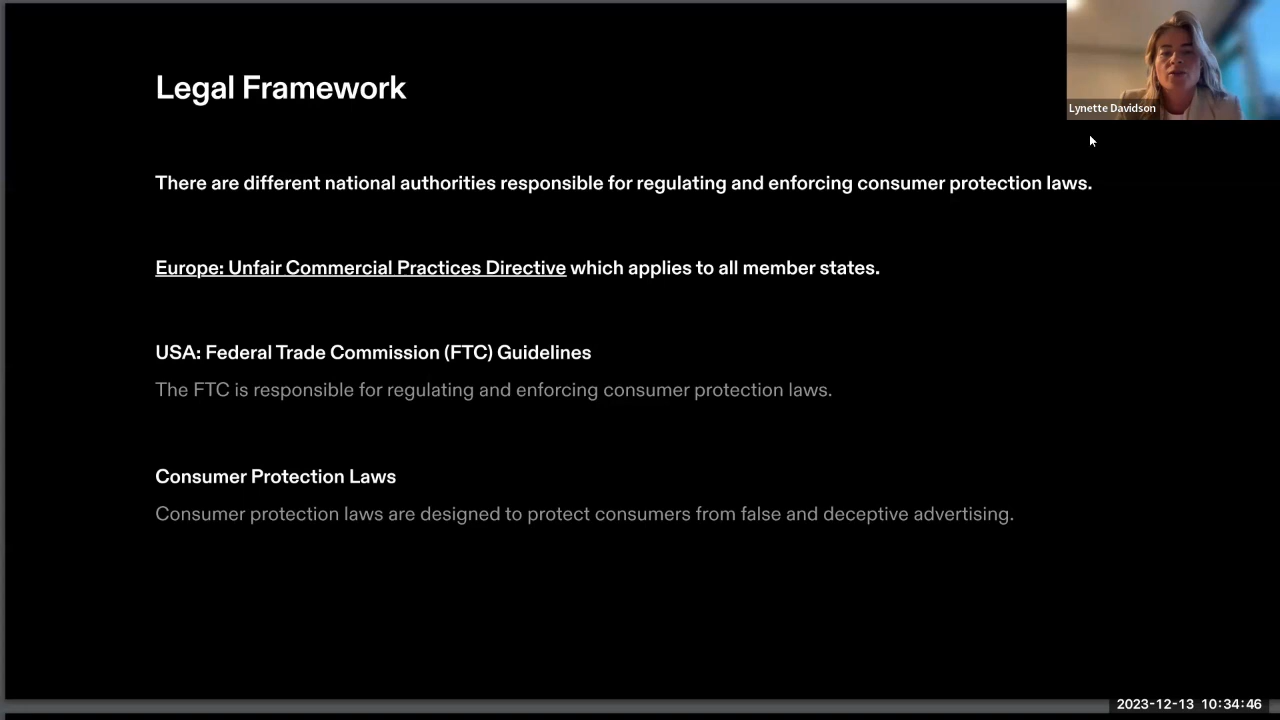 Legal Framework
Lynette Davidson
There are different national authorities responsible for regulating and enforcing consumer protection laws.
Europe: Unfair Commercial Practices Directive which applies to all member states.
USA: Federal Trade Commission (FTC) Guidelines
The FTC is responsible for regulating and enforcing consumer protection laws.
Consumer Protection Laws
Consumer protection laws are designed to protect consumers from false and deceptive advertising.
2023-12-13 10:34:46